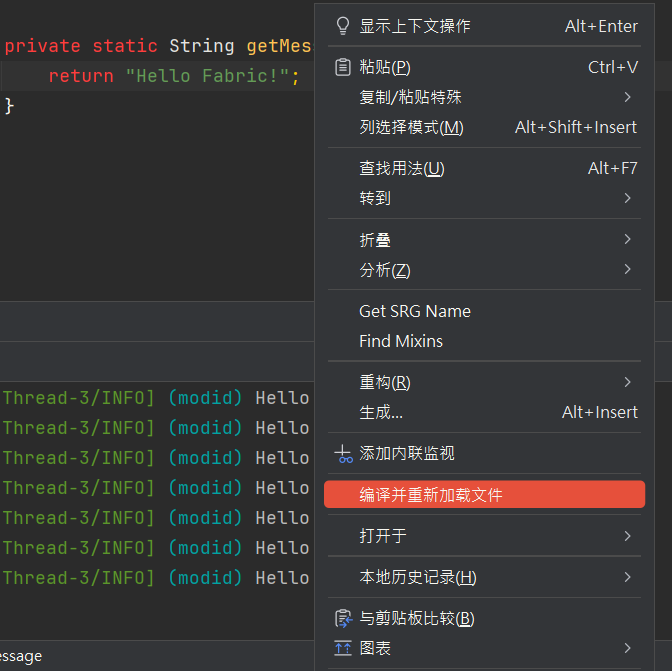 private static String getMes
return "Hello Fabric!";
}
Thread-3/INFO] (modid) Hello
Thread-3/INFO] (modid) Hello
Thread-3/INFO] (modid) Hello
Thread-3/INFO] (modid) Hello
Thread-3/INFO] (modid) Hello
Thread-3/INFO] (modid) Hello
Thread-3/INFO] (modid) Hello
essage
显示上下文操作 Alt+Enter
粘贴(P) Ctrl+V
复制/粘贴特殊
列选择模式(M) Alt+Shift+Insert
查找用法(U) Alt+F7
转到
折叠
分析(Z)
Get SRG Name
Find Mixins
重构(R)
生成... Alt+Insert
添加内联监视
编译并重新加载文件
打开于
本地历史记录(H)
与剪贴板比较(B)
图表